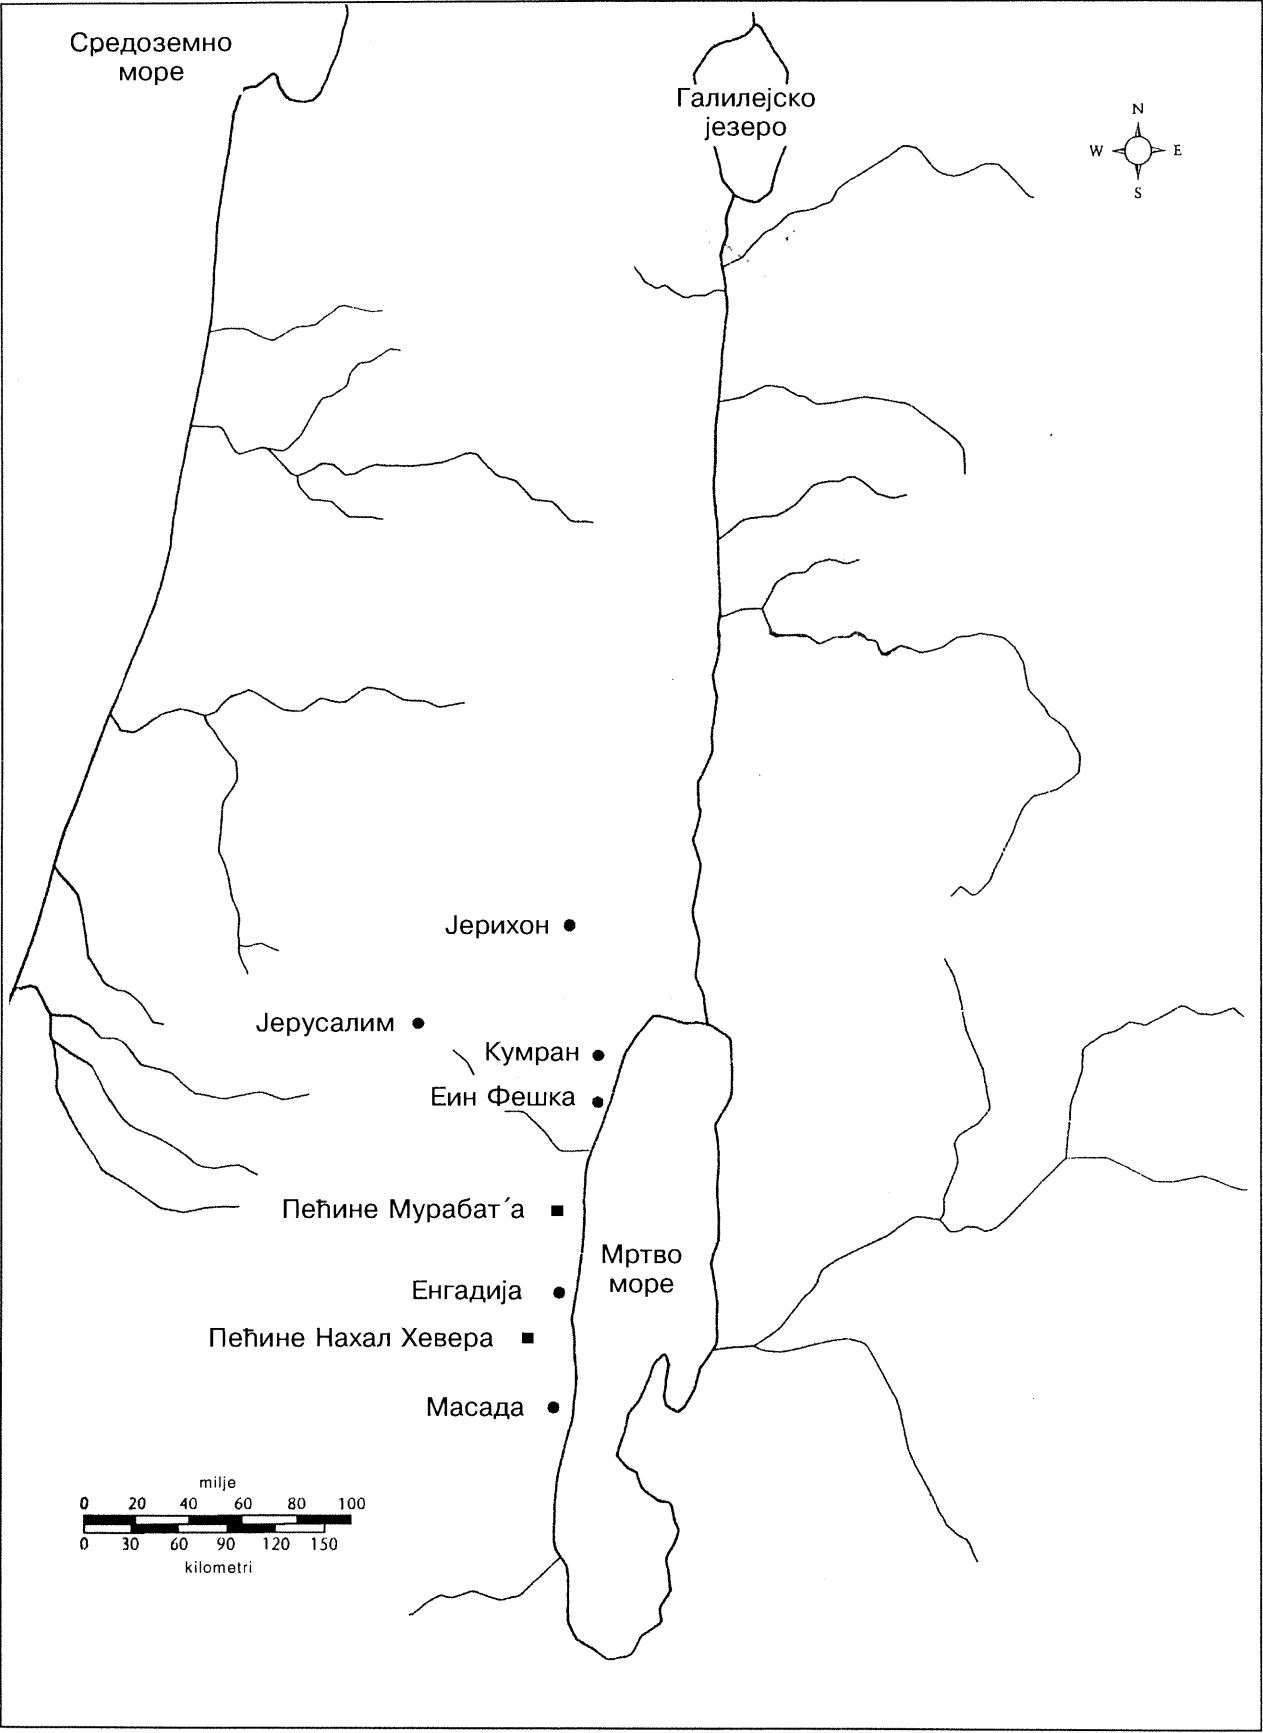 Средоземно
море
Галилејско
језеро
N
W E
S
Јерихон
Јерусалим
Кумран
Еин Фешка
Пећине Мурабат´а
Мртво
море
Енгадија
Пећине Нахал Хевера
Масада
milje
0 20 40 60 80 100
0 30 60 90 120 150
kilometri